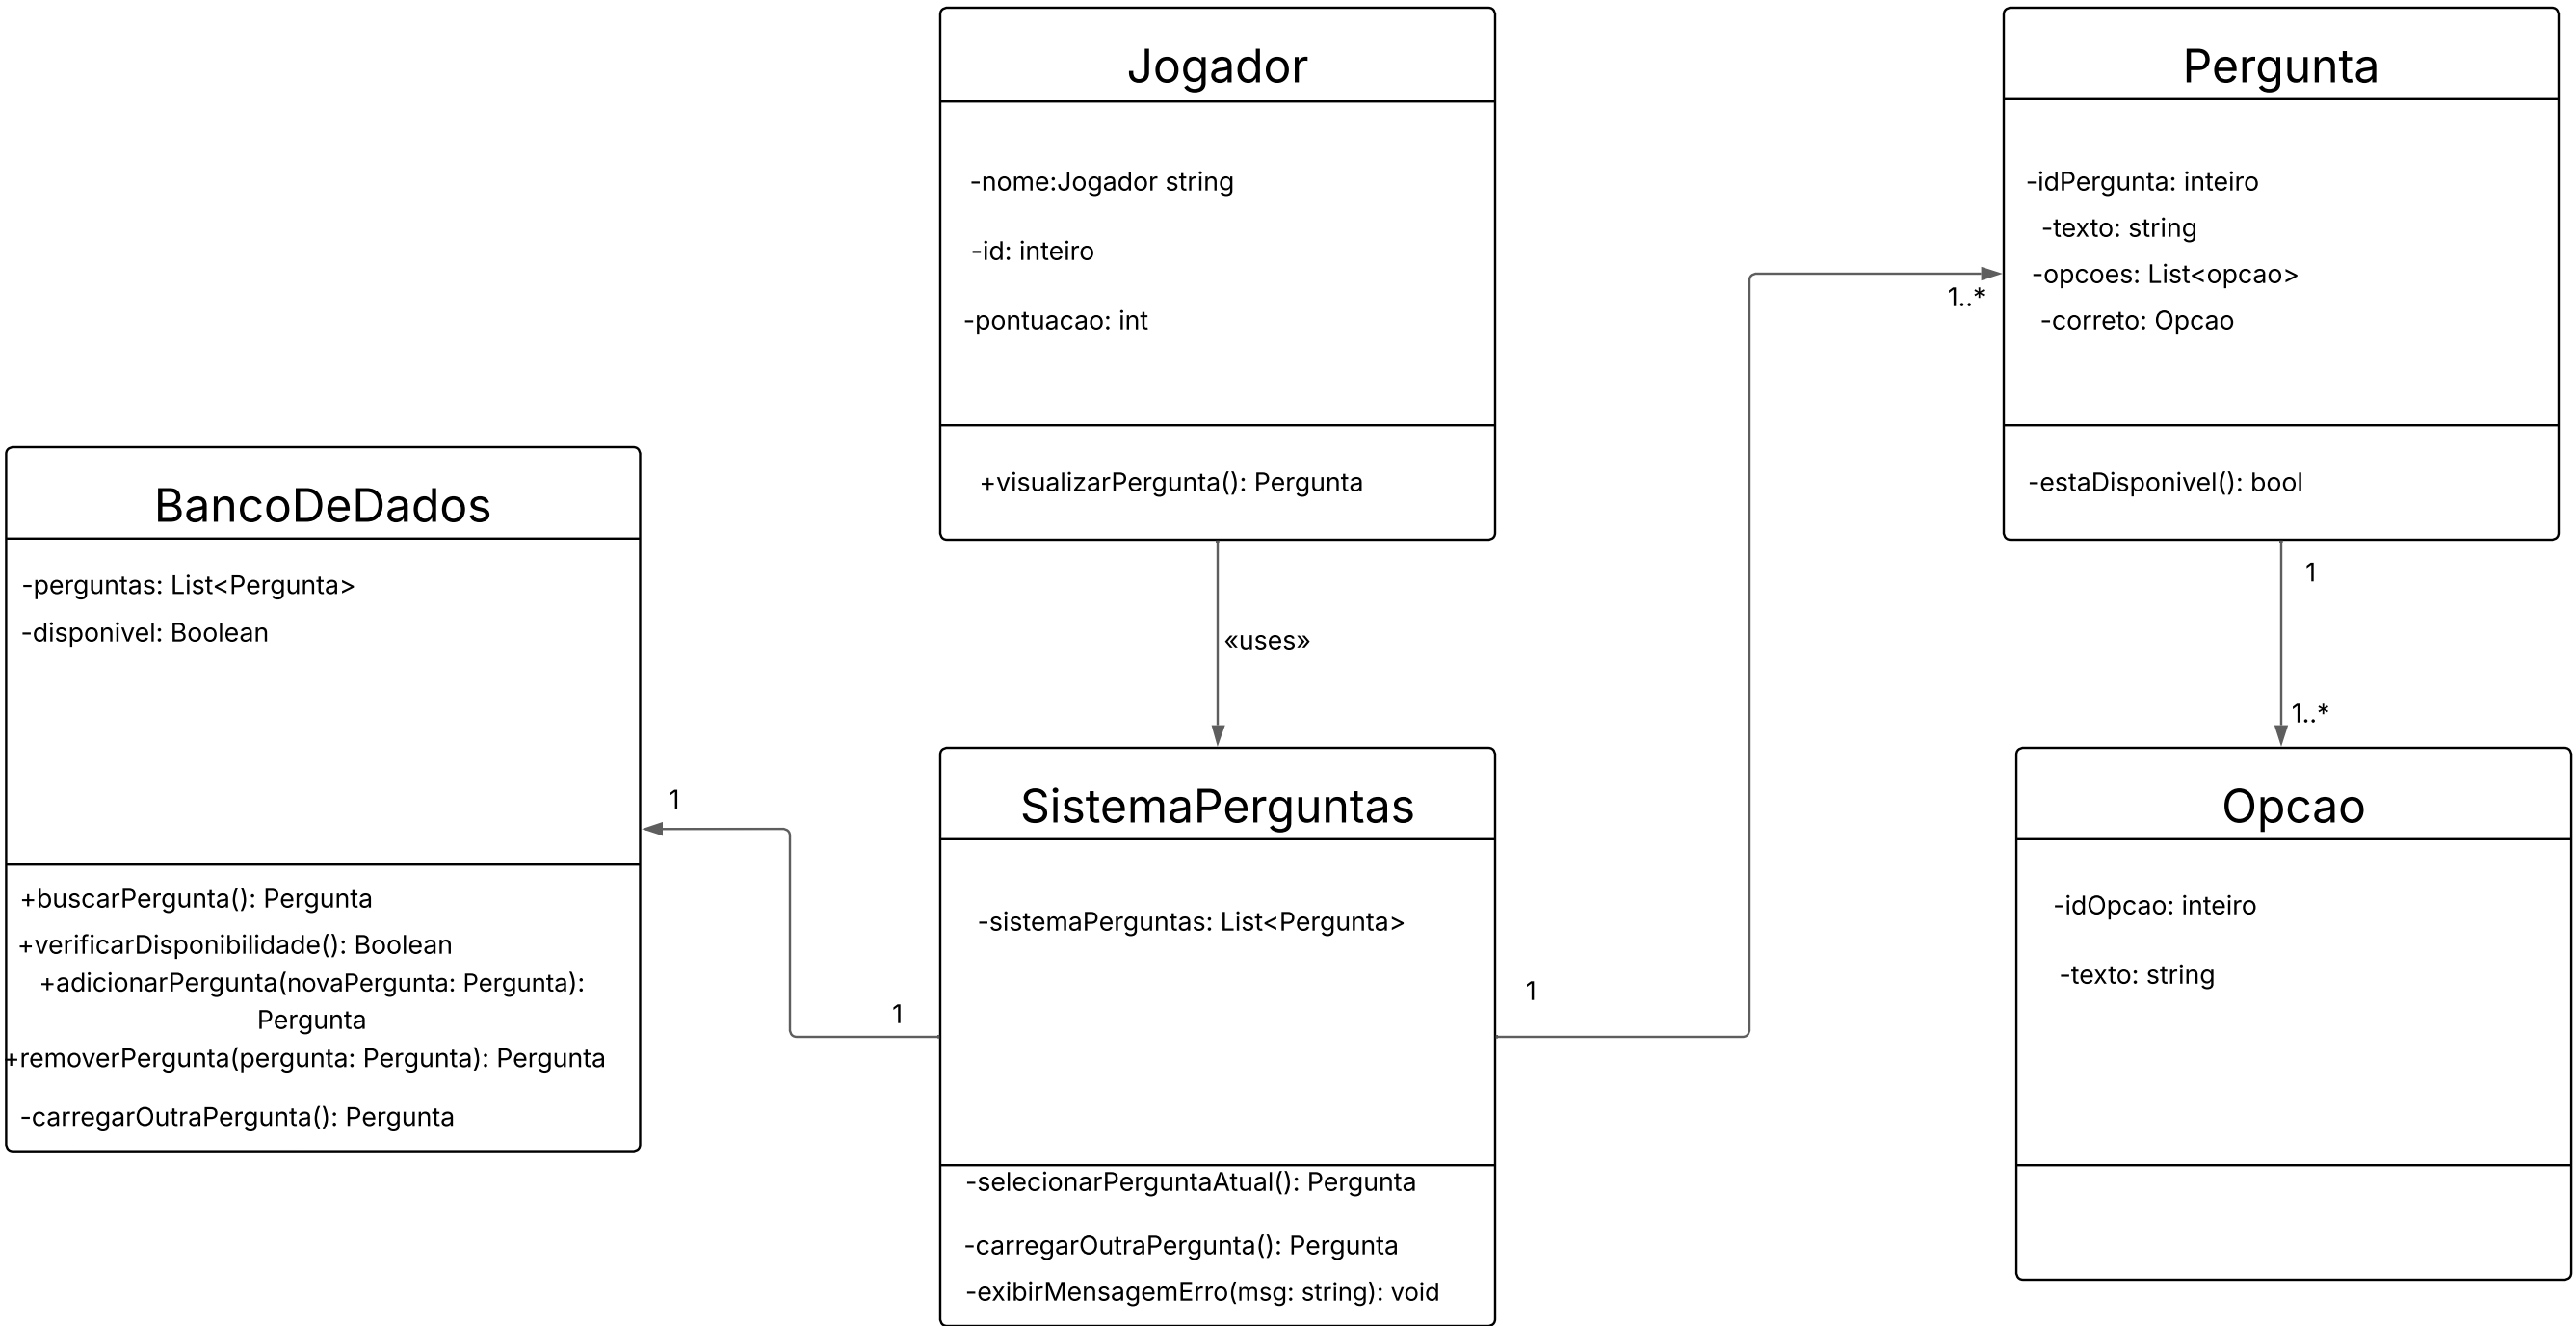 Jogador
-nome:Jogador string
-id: inteiro
-pontuacao: int
+visualizarPergunta(): Pergunta
«uses»
Pergunta
-idPergunta: inteiro
-texto: string
-opcoes: List<opcao>
-correto: Opcao
-estaDisponivel(): bool
1..*
1
1..*
BancoDeDados
-perguntas: List<Pergunta>
-disponivel: Boolean
+buscarPergunta(): Pergunta
+verificarDisponibilidade(): Boolean
+adicionarPergunta(novaPergunta: Pergunta):
Pergunta
+removerPergunta(pergunta: Pergunta): Pergunta
-carregarOutraPergunta(): Pergunta
1
1
SistemaPerguntas
-sistemaPerguntas: List<Pergunta>
-selecionarPerguntaAtual(): Pergunta
-carregarOutraPergunta(): Pergunta
-exibirMensagemErro(msg: string): void
1
Opcao
-idOpcao: inteiro
-texto: string